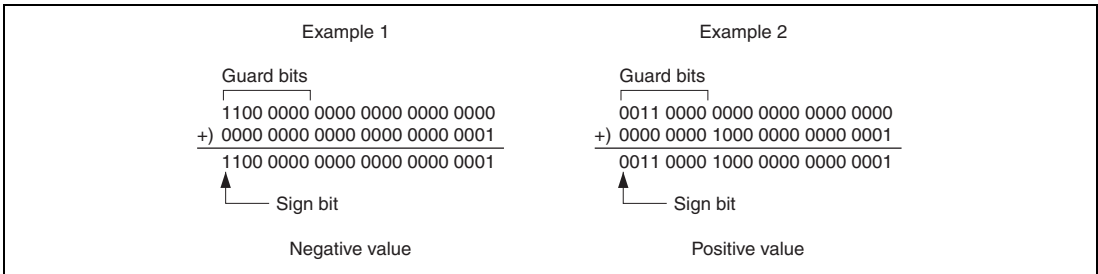 Example 1
Guard bits
1100 0000 0000 0000 0000 0000
+) 0000 0000 0000 0000 0000 0001
1100 0000 0000 0000 0000 0001
Sign bit
Negative value
Example 2
Guard bits
0011 0000 0000 0000 0000 0000
+) 0000 0000 1000 0000 0000 0001
0011 0000 1000 0000 0000 0001
Sign bit
Positive value